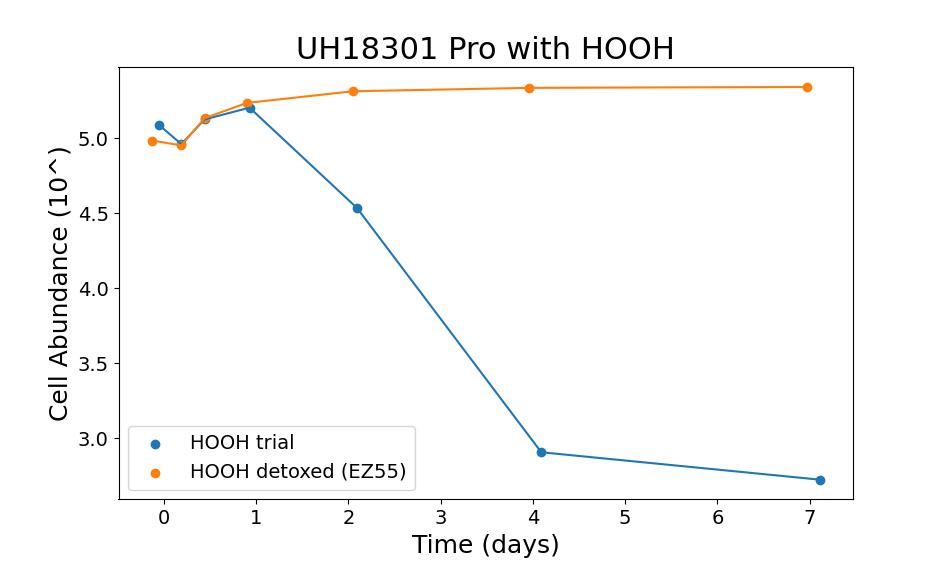 UH18301 Pro with HOOH
Cell Abundance (10^)
5.0
4.5
4.0
3.5
3.0
HOOH trial
HOOH detoxed (EZ55)
0 1 2 3 4 5 6 7
Time (days)